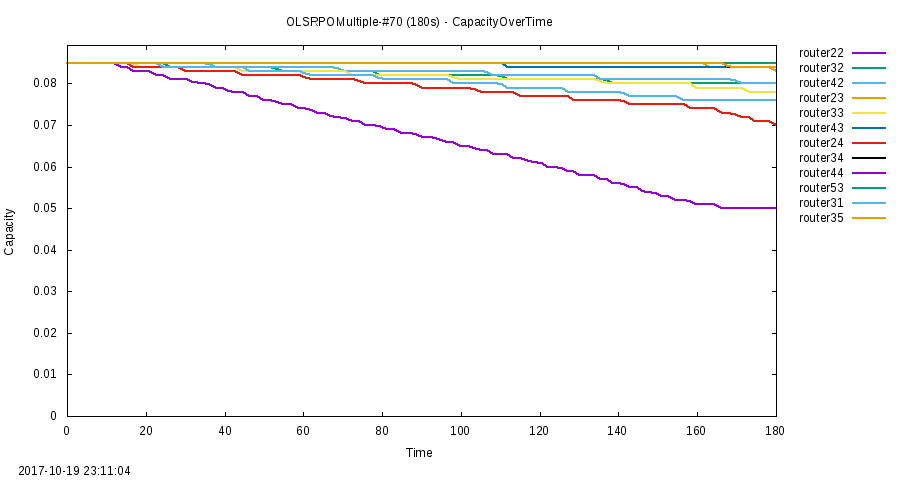 OLSRPOMultiple-#70 (180s) - CapacityOverTime
router22
router32
router42
router23
router33
router43
router24
router34
router44
router53
router31
router35
0.08
0.07
0.06
0.05
0.04
0.03
0.02
0.01
0
Capacity
0 20 40 60 80 100 120 140 160 180
Time
2017-10-19 23:11:04